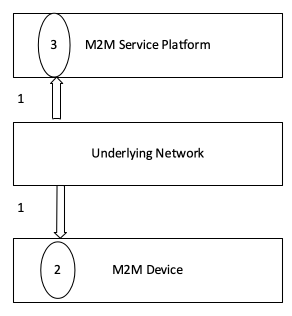 3 M2M Service Platform
1
Underlying Network
1
2 M2M Device